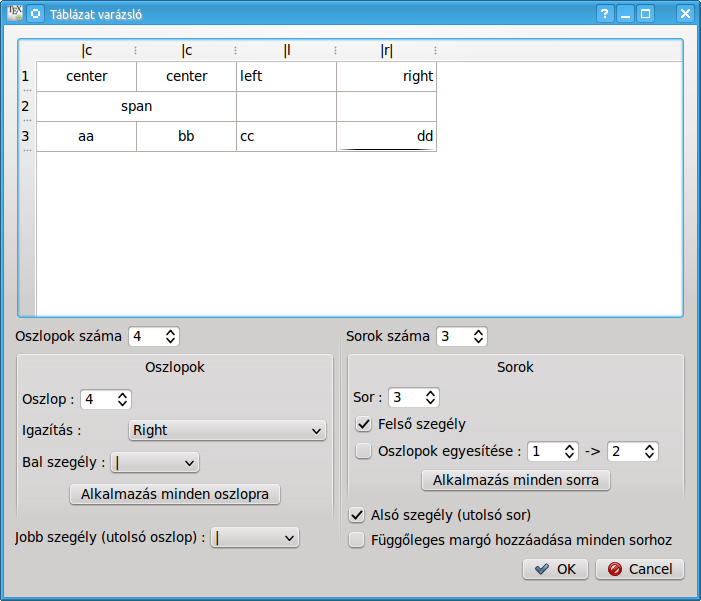 TEX Táblázat varázsló
|c |c |l |r|
1 center center left right
2 span
3 aa bb cc dd
Oszlopok száma 4 Sorok száma 3
Oszlopok
Oszlop : 4
Igazítás : Right
Bal szegély : |
Alkalmazás minden oszlopra
Jobb szegély (utolsó oszlop) : |
Sorok
Sor : 3
Felső szegély
Oszlopok egyesítése : 1 -> 2
Alkalmazás minden sorra
Alsó szegély (utolsó sor)
Függőleges margó hozzáadása minden sorhoz
OK Cancel